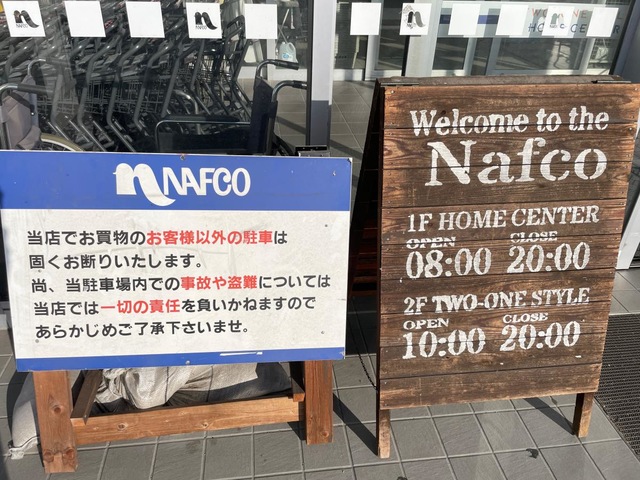 NAFCO
当店でお買物のお客様以外の駐車は
固くお断りいたします。
尚、当駐車場内での事故や盗難については
当店では一切の責任を負いかねますので
あらかじめご了承下さいませ。
NAFCO
Welcome to the
Nafco
1F HOME CENTER
OPEN CLOSE
08:00 20:00
2F TWO-ONE STYLE
OPEN CLOSE
10:00 20:00